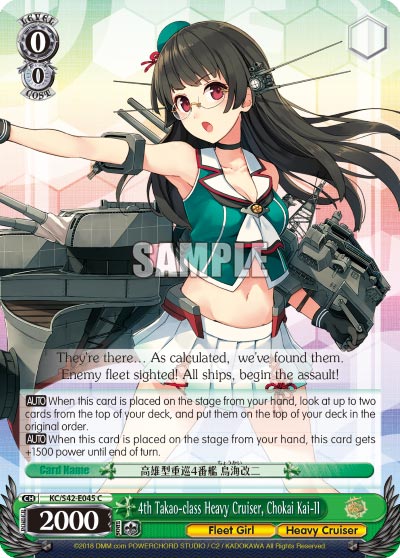 LEVEL
0
0
COST
SAMPLE
They're there... As calculated, we've found them.
Enemy fleet sighted! All ships, begin the assault!
AUTO When this card is placed on the stage from your hand, look at up to two
cards from the top of your deck, and put them on the top of your deck in the
original order.
AUTO When this card is placed on the stage from your hand, this card gets
+1500 power until end of turn.
Card Name
ちょうかい
高雄型重巡4番艦 鳥海改二
CH KC/S42-E045 C
4th Takao-class Heavy Cruiser, Chokai Kai-II
2000
Fleet Girl
Heavy Cruiser
©2018 DMM.com POWERCHORD STUDIO / C2 / KADOKAWA All Rights Reserved.